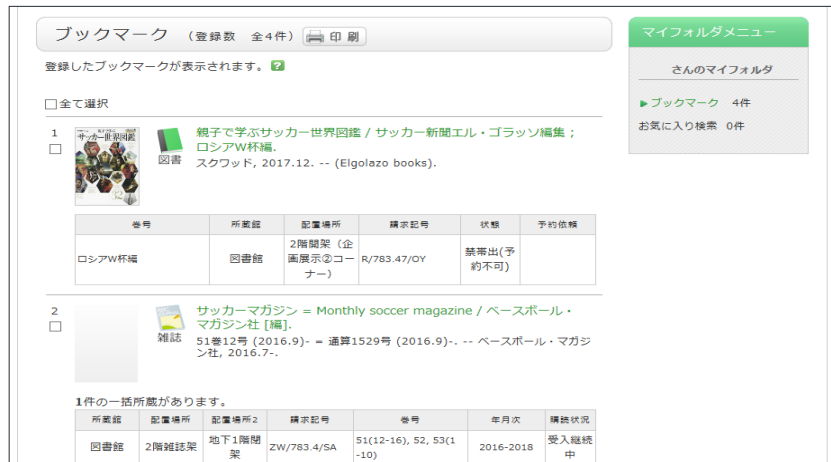 ブックマーク （登録数 全4件） 印刷
登録したブックマークが表示されます。 ?
全て選択
1
サッカー世界図鑑
図書
親子で学ぶサッカー世界図鑑 / サッカー新聞エル・ゴラッソ編集 ;
ロシアW杯編.
スクワッド, 2017.12. -- (Elgolazo books).
巻号 所蔵館 配置場所 請求記号 状態 予約依頼
ロシアW杯編 図書館 2階開架（企画展示②コーナー） R/783.47/OY 禁帯出(予約不可)
2
雑誌
サッカーマガジン = Monthly soccer magazine / ベースボール・
マガジン社 [編].
51巻12号 (2016.9)- = 通算1529号 (2016.9)-. -- ベースボール・マガジ
ン社, 2016.7-.
1件の一括所蔵があります。
所蔵館 配置場所 配置場所2 請求記号 巻号 年月次 購読状況
図書館 2階雑誌架 地下1階閉架 ZW/783.4/SA 51(12-16), 52, 53(1-10) 2016-2018 受入継続中
マイフォルダメニュー
さんのマイフォルダ
ブックマーク 4件
お気に入り検索 0件